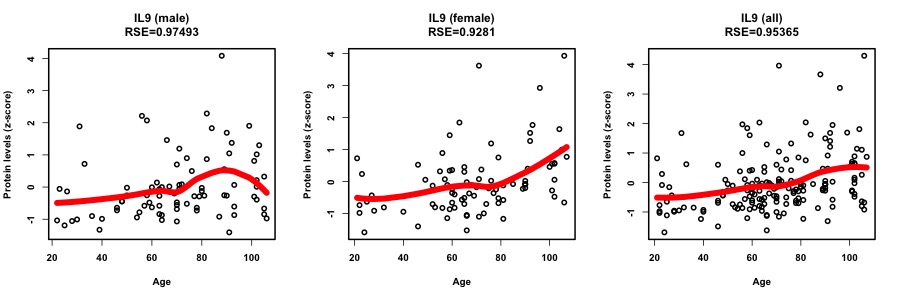 IL9 (male)
RSE=0.97493
Protein levels (z-score)
4
3
2
1
0
-1
20 40 60 80 100
Age
IL9 (female)
RSE=0.9281
Protein levels (z-score)
4
3
2
1
0
-1
20 40 60 80 100
Age
IL9 (all)
RSE=0.95365
Protein levels (z-score)
4
3
2
1
0
-1
20 40 60 80 100
Age